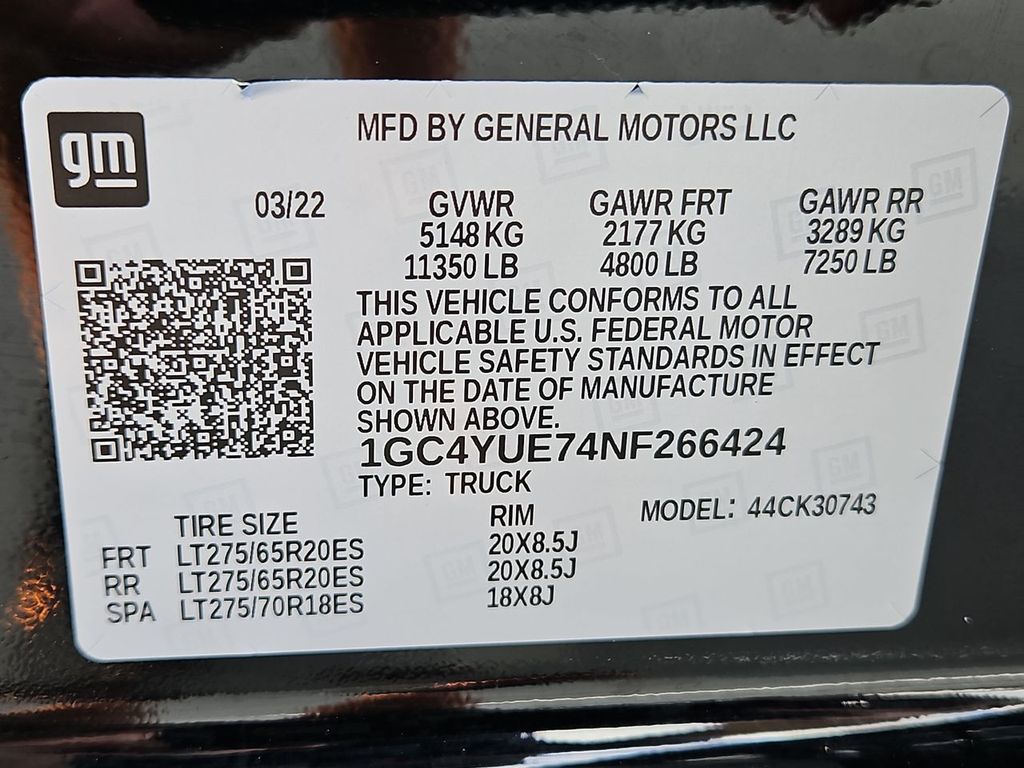 gm
MFD BY GENERAL MOTORS LLC
03/22 GVWR GAWR FRT GAWR RR
5148 KG 2177 KG 3289 KG
11350 LB 4800 LB 7250 LB
THIS VEHICLE CONFORMS TO ALL
APPLICABLE U.S. FEDERAL MOTOR
VEHICLE SAFETY STANDARDS IN EFFECT
ON THE DATE OF MANUFACTURE
SHOWN ABOVE.
1GC4YUE74NF266424
TYPE: TRUCK
TIRE SIZE RIM MODEL: 44CK30743
FRT LT275/65R20ES 20X8.5J
RR LT275/65R20ES 20X8.5J
SPA LT275/70R18ES 18X8J